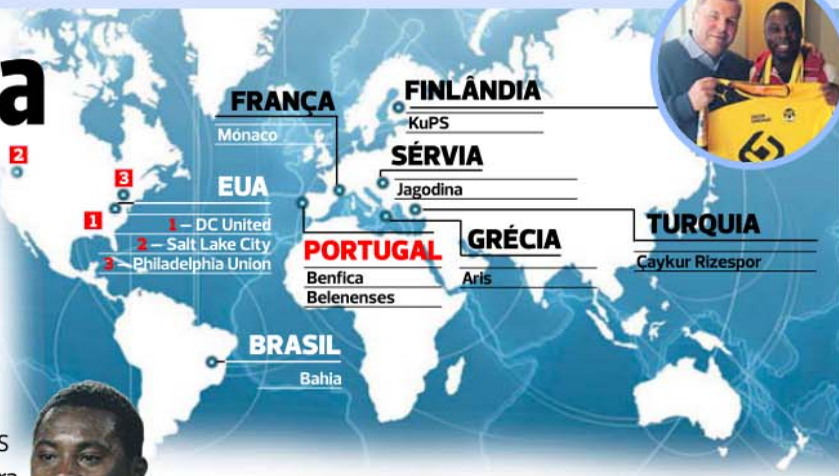 a
FRANÇA
Mónaco
FINLÂNDIA
KuPS
SÉRVIA
Jagodina
2
3
EUA
1
1 – DC United
2 – Salt Lake City
3 – Philadelphia Union
PORTUGAL
Benfica
Belenenses
GRÉCIA
Aris
TURQUIA
Çaykur Rizespor
BRASIL
Bahia
S
ra